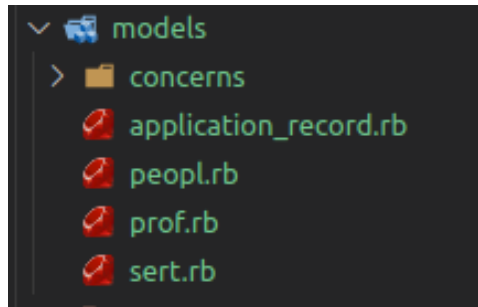 models
concerns
application_record.rb
peopl.rb
prof.rb
sert.rb